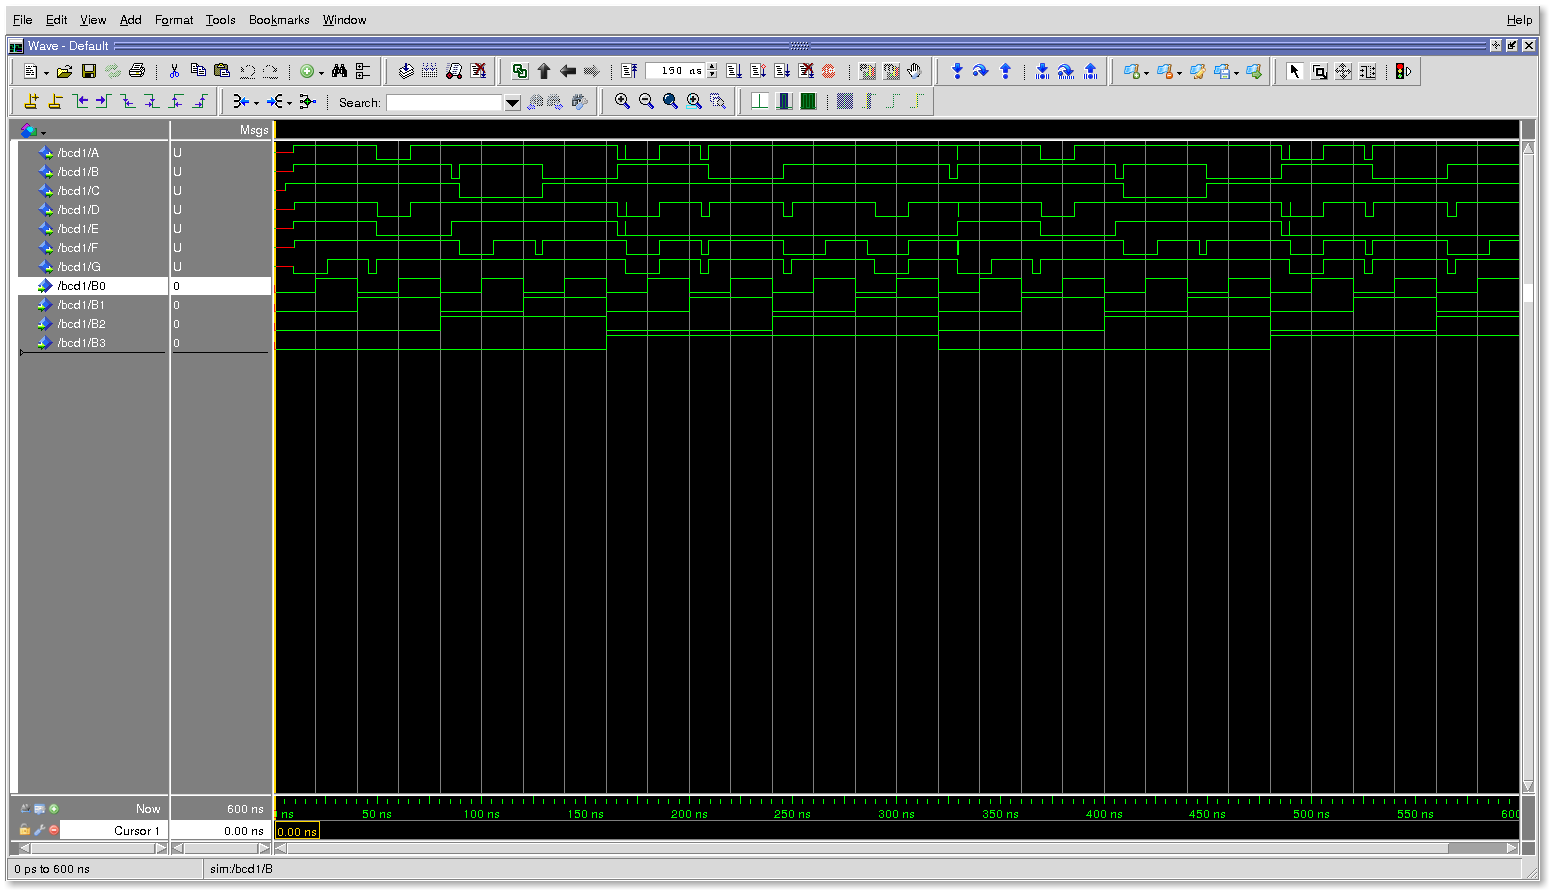 File Edit View Add Format Tools Bookmarks Window Help
Wave - Default
190 ns
Search:
Msgs
/bcd1/A U
/bcd1/B U
/bcd1/C U
/bcd1/D U
/bcd1/E U
/bcd1/F U
/bcd1/G U
/bcd1/B0 0
/bcd1/B1 0
/bcd1/B2 0
/bcd1/B3 0
Now 600 ns ns 50 ns 100 ns 150 ns 200 ns 250 ns 300 ns 350 ns 400 ns 450 ns 500 ns 550 ns 600
Cursor 1 0.00 ns 0.00 ns
0 ps to 600 ns sim:/bcd1/B